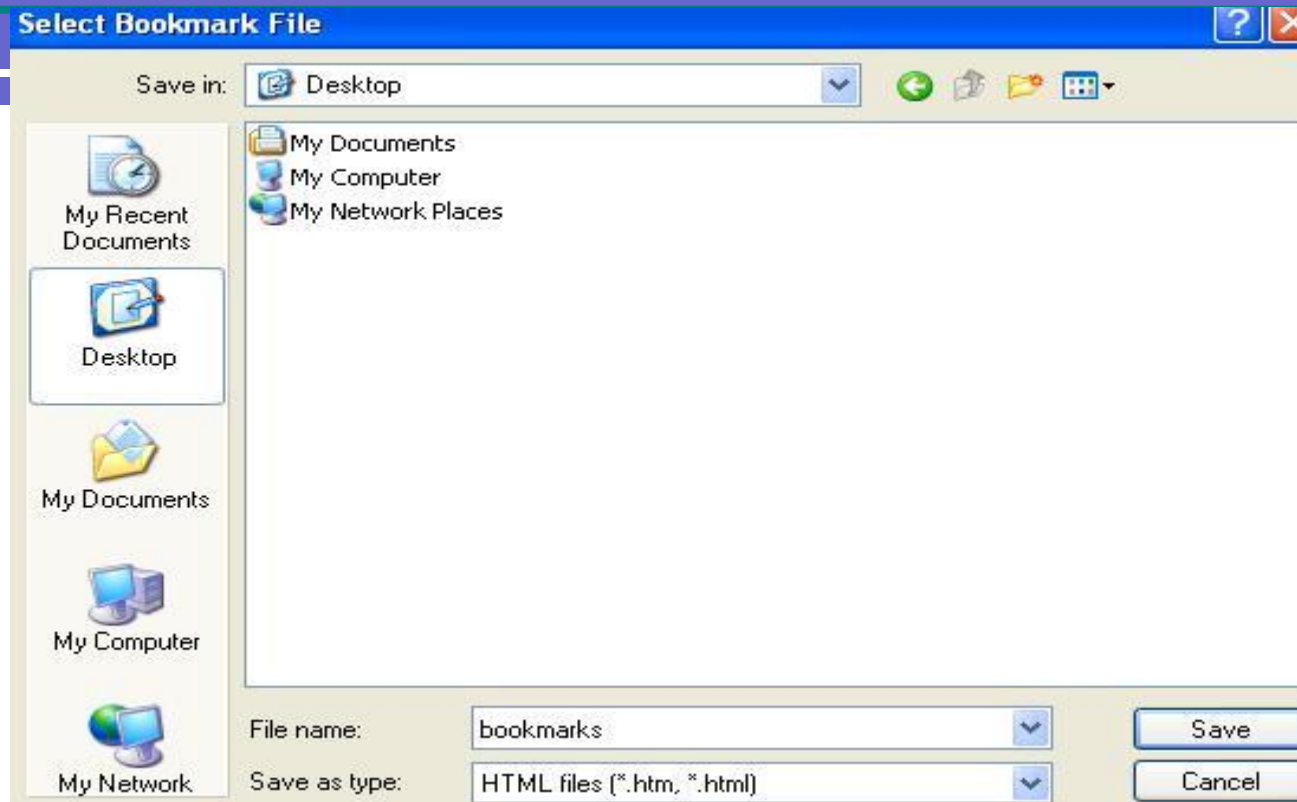 Select Bookmark File
Save in: Desktop
My Documents
My Computer
My Network Places
My Recent
Documents
Desktop
My Documents
My Computer
My Network
File name: bookmarks Save
Save as type: HTML files (*.htm, *.html) Cancel